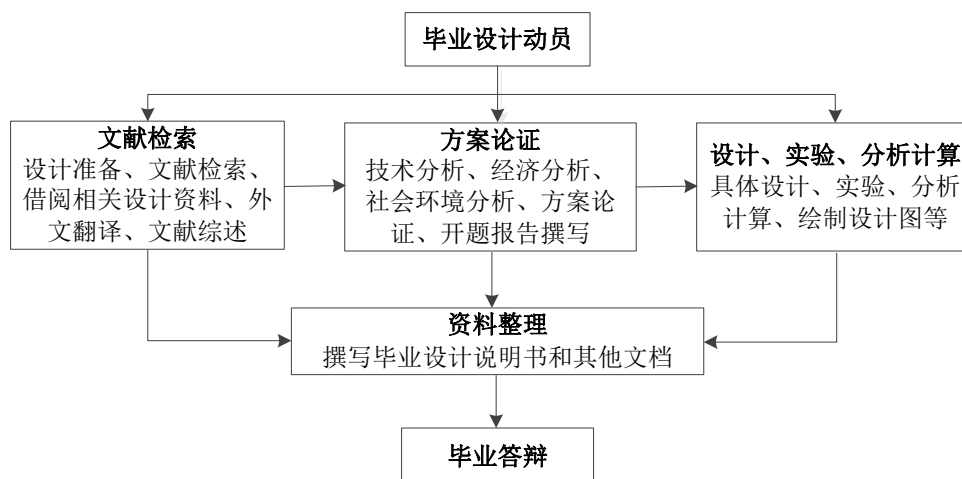 毕业设计动员
文献检索
设计准备、文献检索、
借阅相关设计资料、外
文翻译、文献综述
方案论证
技术分析、经济分析、
社会环境分析、方案论
证、开题报告撰写
设计、实验、分析计算
具体设计、实验、分析
计算、绘制设计图等
资料整理
撰写毕业设计说明书和其他文档
毕业答辩